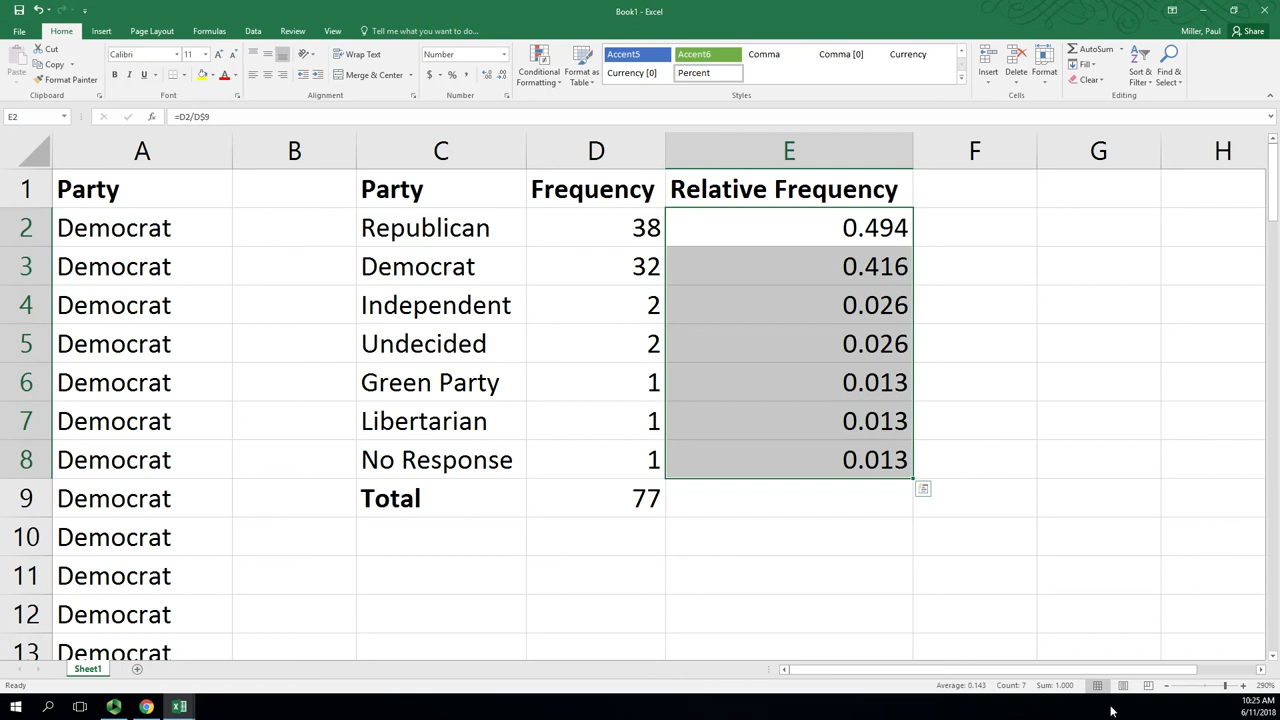 Book1 - Excel
File Home Insert Page Layout Formulas Data Review View Tell me what you want to do... Miller, Paul Share
Paste Cut Copy Format Painter
Calibri 11 Wrap Text Merge & Center Number
B I U A $ % ,
Conditional Formatting Format as Table
Accent5 Accent6 Comma Comma [0] Currency
Currency [0] Percent
Insert Delete Format AutoSum Fill Clear Sort & Filter Find & Select
Clipboard Font Alignment Number Styles Cells Editing
E2 fx =D2/D$9
A B C D E F G H
1 Party Party Frequency Relative Frequency
2 Democrat Republican 38 0.494
3 Democrat Democrat 32 0.416
4 Democrat Independent 2 0.026
5 Democrat Undecided 2 0.026
6 Democrat Green Party 1 0.013
7 Democrat Libertarian 1 0.013
8 Democrat No Response 1 0.013
9 Democrat Total 77
10 Democrat
11 Democrat
12 Democrat
13 Democrat
Sheet1
Ready Average: 0.143 Count: 7 Sum: 1.000 290%
10:25 AM
6/11/2018